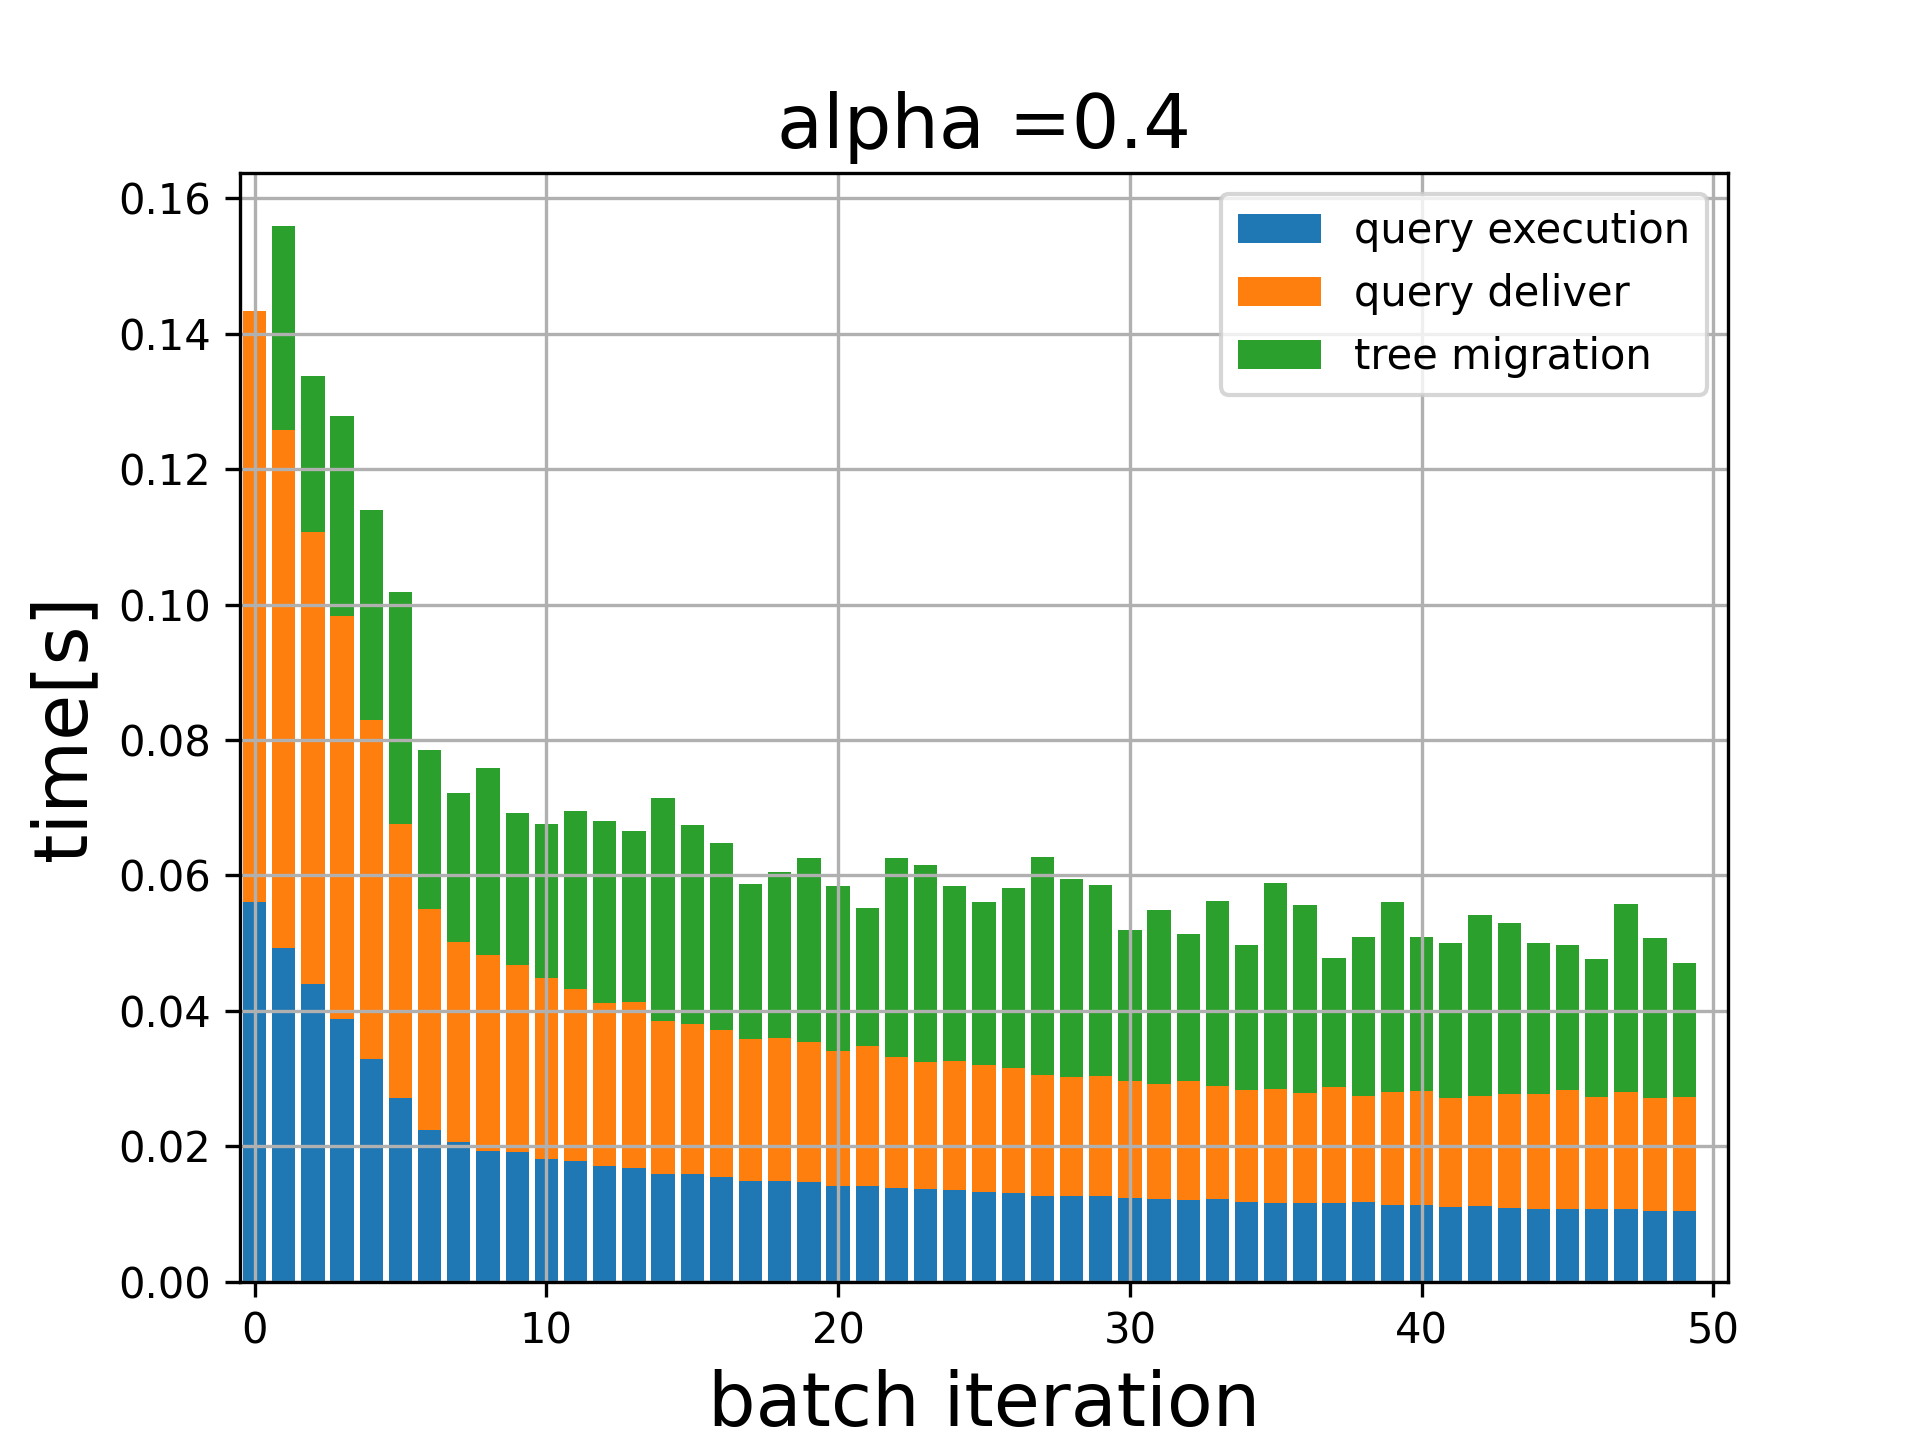 alpha =0.4
query execution
query deliver
tree migration
time[s]
0.16
0.14
0.12
0.10
0.08
0.06
0.04
0.02
0.00
0 10 20 30 40 50
batch iteration